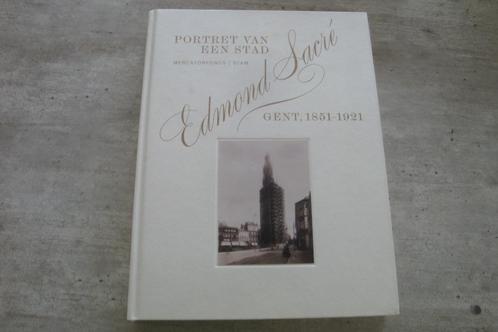 PORTRET VAN
EEN STAD
MERCATORFONDS / STAM
Edmond Sacré
GENT, 1851-1921